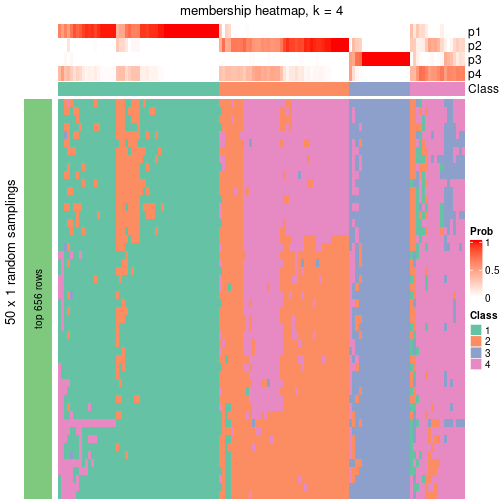 membership heatmap, k = 4
p1
p2
p3
p4
Class
50 x 1 random samplings
top 656 rows
Prob
1
0.5
0
Class
1
2
3
4